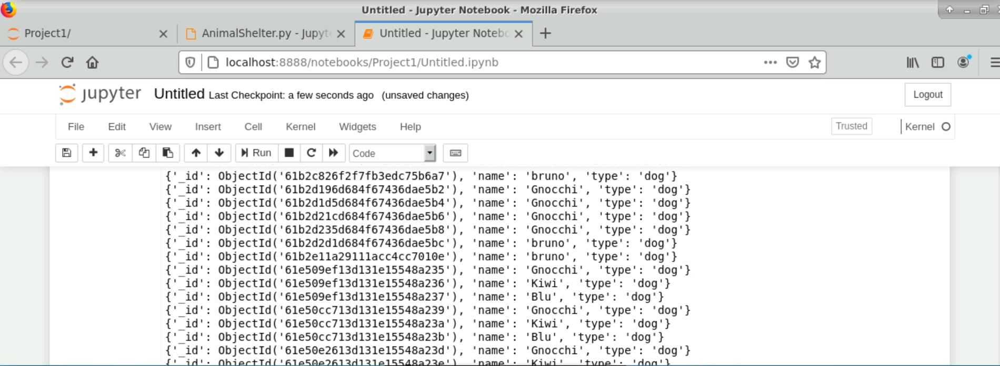 Untitled - Jupyter Notebook - Mozilla Firefox
Project1/
AnimalShelter.py - Jupyte
Untitled - Jupyter Notebo
localhost:8888/notebooks/Project1/Untitled.ipynb
jupyter Untitled Last Checkpoint: a few seconds ago (unsaved changes)
Logout
File Edit View Insert Cell Kernel Widgets Help
Trusted
Kernel
Run
Code
{'_id': ObjectId('61b2c826f2f7fb3edc75b6a7'), 'name': 'bruno', 'type': 'dog'}
{'_id': ObjectId('61b2d196d684f67436dae5b2'), 'name': 'Gnocchi', 'type': 'dog'}
{'_id': ObjectId('61b2d1d5d684f67436dae5b4'), 'name': 'Gnocchi', 'type': 'dog'}
{'_id': ObjectId('61b2d21cd684f67436dae5b6'), 'name': 'Gnocchi', 'type': 'dog'}
{'_id': ObjectId('61b2d235d684f67436dae5b8'), 'name': 'Gnocchi', 'type': 'dog'}
{'_id': ObjectId('61b2d2d1d684f67436dae5bc'), 'name': 'bruno', 'type': 'dog'}
{'_id': ObjectId('61b2e11a29111acc4cc7010e'), 'name': 'bruno', 'type': 'dog'}
{'_id': ObjectId('61e509ef13d131e15548a235'), 'name': 'Gnocchi', 'type': 'dog'}
{'_id': ObjectId('61e509ef13d131e15548a236'), 'name': 'Kiwi', 'type': 'dog'}
{'_id': ObjectId('61e509ef13d131e15548a237'), 'name': 'Blu', 'type': 'dog'}
{'_id': ObjectId('61e50cc713d131e15548a239'), 'name': 'Gnocchi', 'type': 'dog'}
{'_id': ObjectId('61e50cc713d131e15548a23a'), 'name': 'Kiwi', 'type': 'dog'}
{'_id': ObjectId('61e50cc713d131e15548a23b'), 'name': 'Blu', 'type': 'dog'}
{'_id': ObjectId('61e50e2613d131e15548a23d'), 'name': 'Gnocchi', 'type': 'dog'}
{'_id': ObjectId('61e50e2613d131e15548a23e'), 'name': 'Kiwi', 'type': 'dog'}